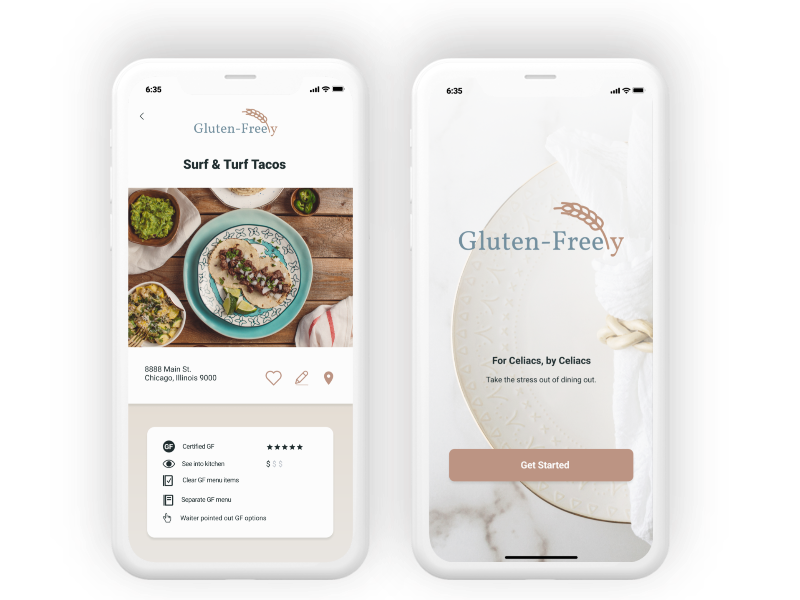 6:35
Gluten-Freely
Surf & Turf Tacos
8888 Main St.
Chicago, Illinois 9000
GF Certified GF
See into kitchen $ $ $
Clear GF menu items
Separate GF menu
Waiter pointed out GF options
6:35
Gluten-Freely
For Celiacs, by Celiacs
Take the stress out of dining out.
Get Started